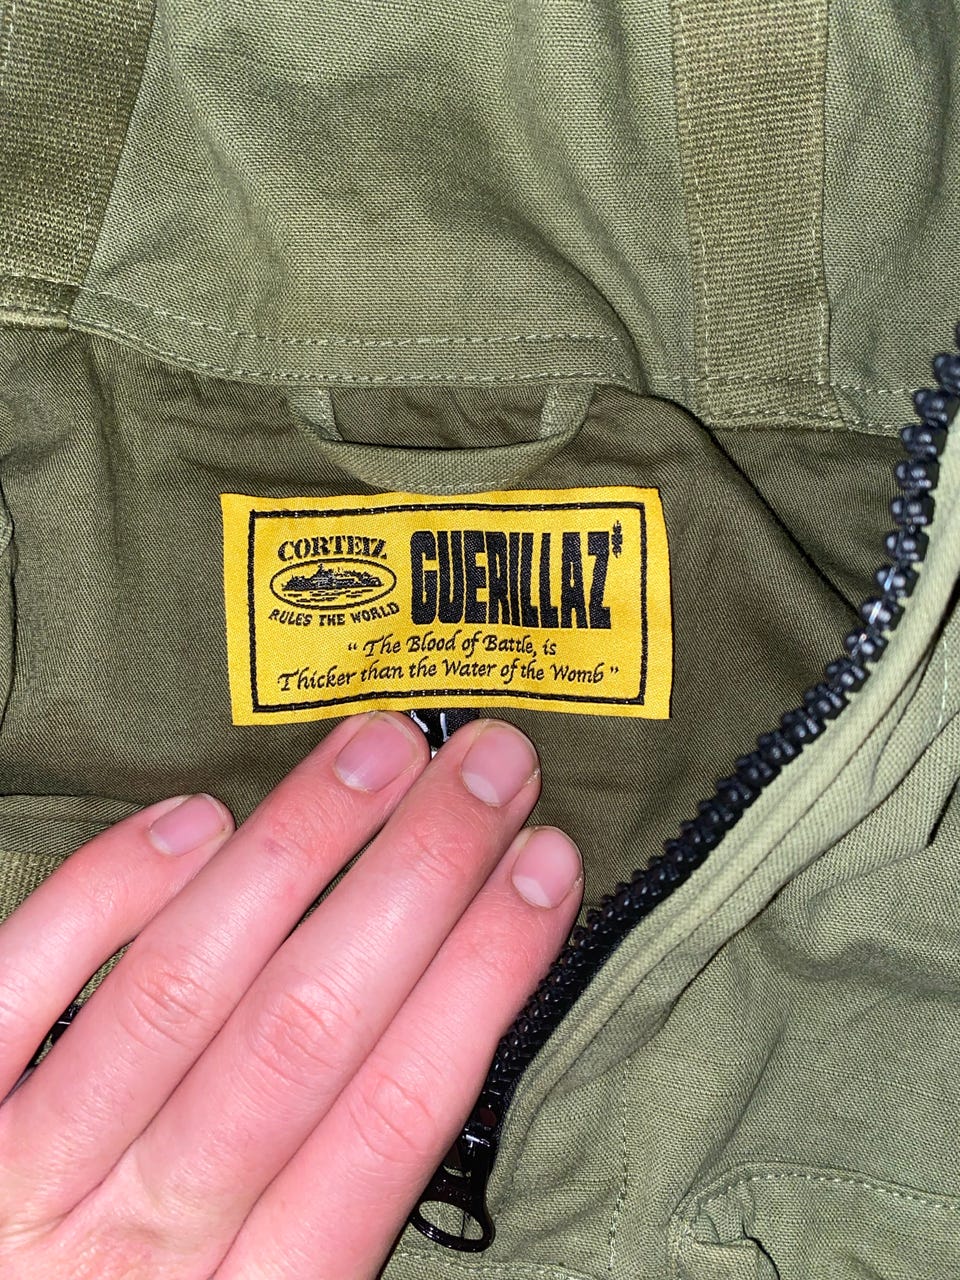 CORTEIZ
RULES THE WORLD
GUERILLAZ
“ The Blood of Battle, is
Thicker than the Water of the Womb ”